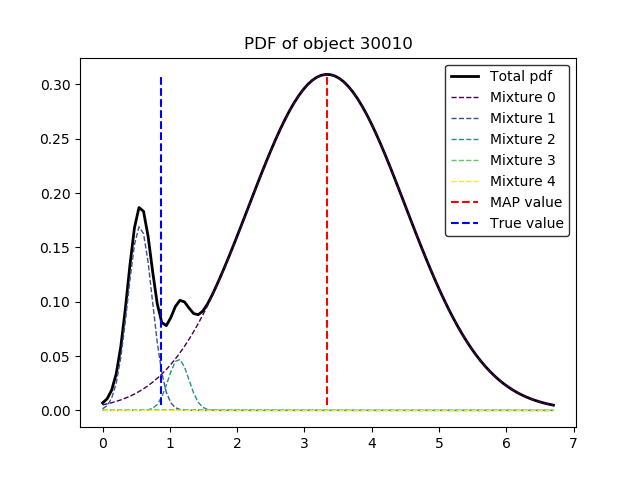 PDF of object 30010
Total pdf
Mixture 0
Mixture 1
Mixture 2
Mixture 3
Mixture 4
MAP value
True value
0.30
0.25
0.20
0.15
0.10
0.05
0.00
0 1 2 3 4 5 6 7